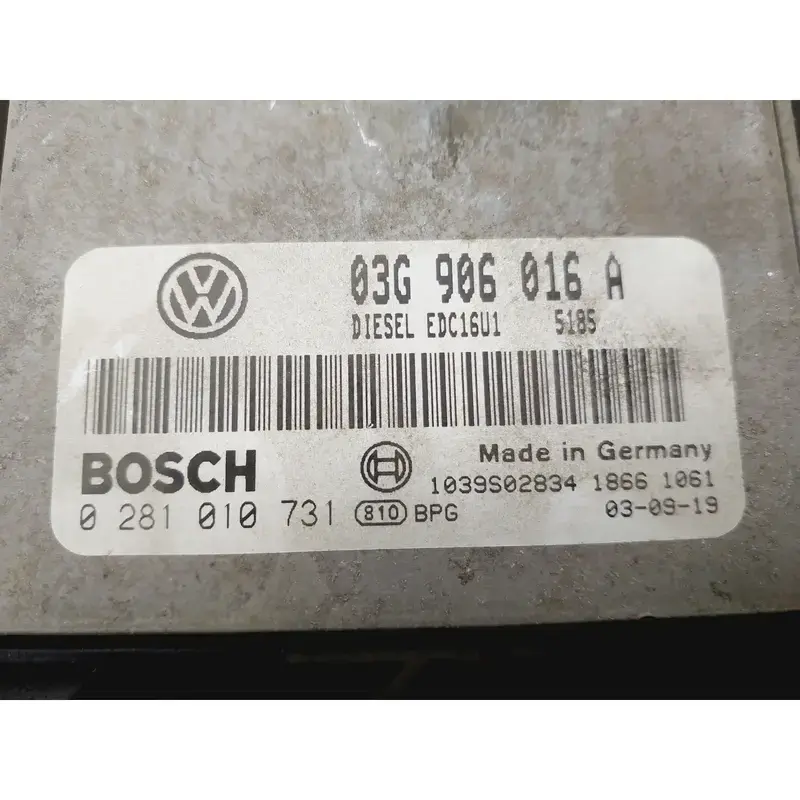 03G 906 016 A
DIESEL EDC16U1 5185
BOSCH
Made in Germany
1039S02834 1866 1061
0 281 010 731 810 BPG
03-09-19